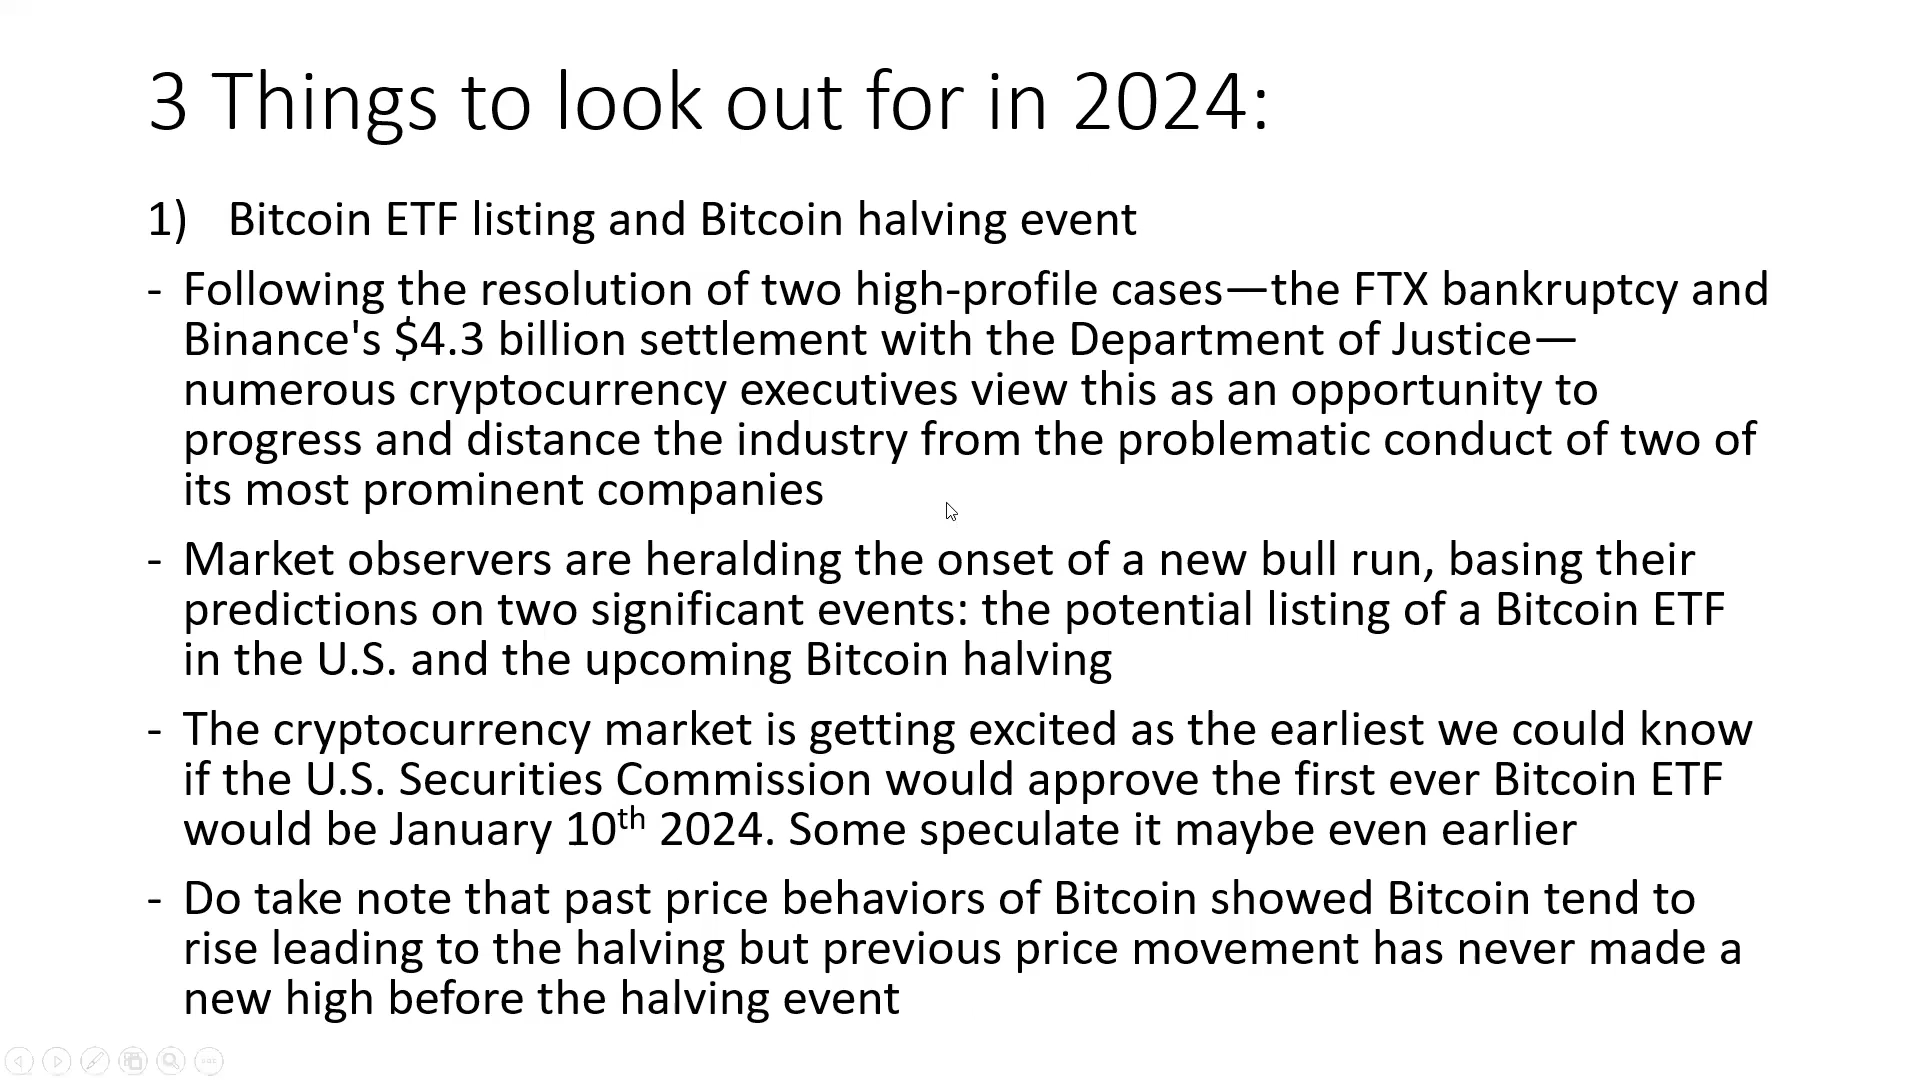 3 Things to look out for in 2024:
1) Bitcoin ETF listing and Bitcoin halving event
- Following the resolution of two high-profile cases—the FTX bankruptcy and
Binance's $4.3 billion settlement with the Department of Justice—
numerous cryptocurrency executives view this as an opportunity to
progress and distance the industry from the problematic conduct of two of
its most prominent companies
- Market observers are heralding the onset of a new bull run, basing their
predictions on two significant events: the potential listing of a Bitcoin ETF
in the U.S. and the upcoming Bitcoin halving
- The cryptocurrency market is getting excited as the earliest we could know
if the U.S. Securities Commission would approve the first ever Bitcoin ETF
would be January 10th 2024. Some speculate it maybe even earlier
- Do take note that past price behaviors of Bitcoin showed Bitcoin tend to
rise leading to the halving but previous price movement has never made a
new high before the halving event